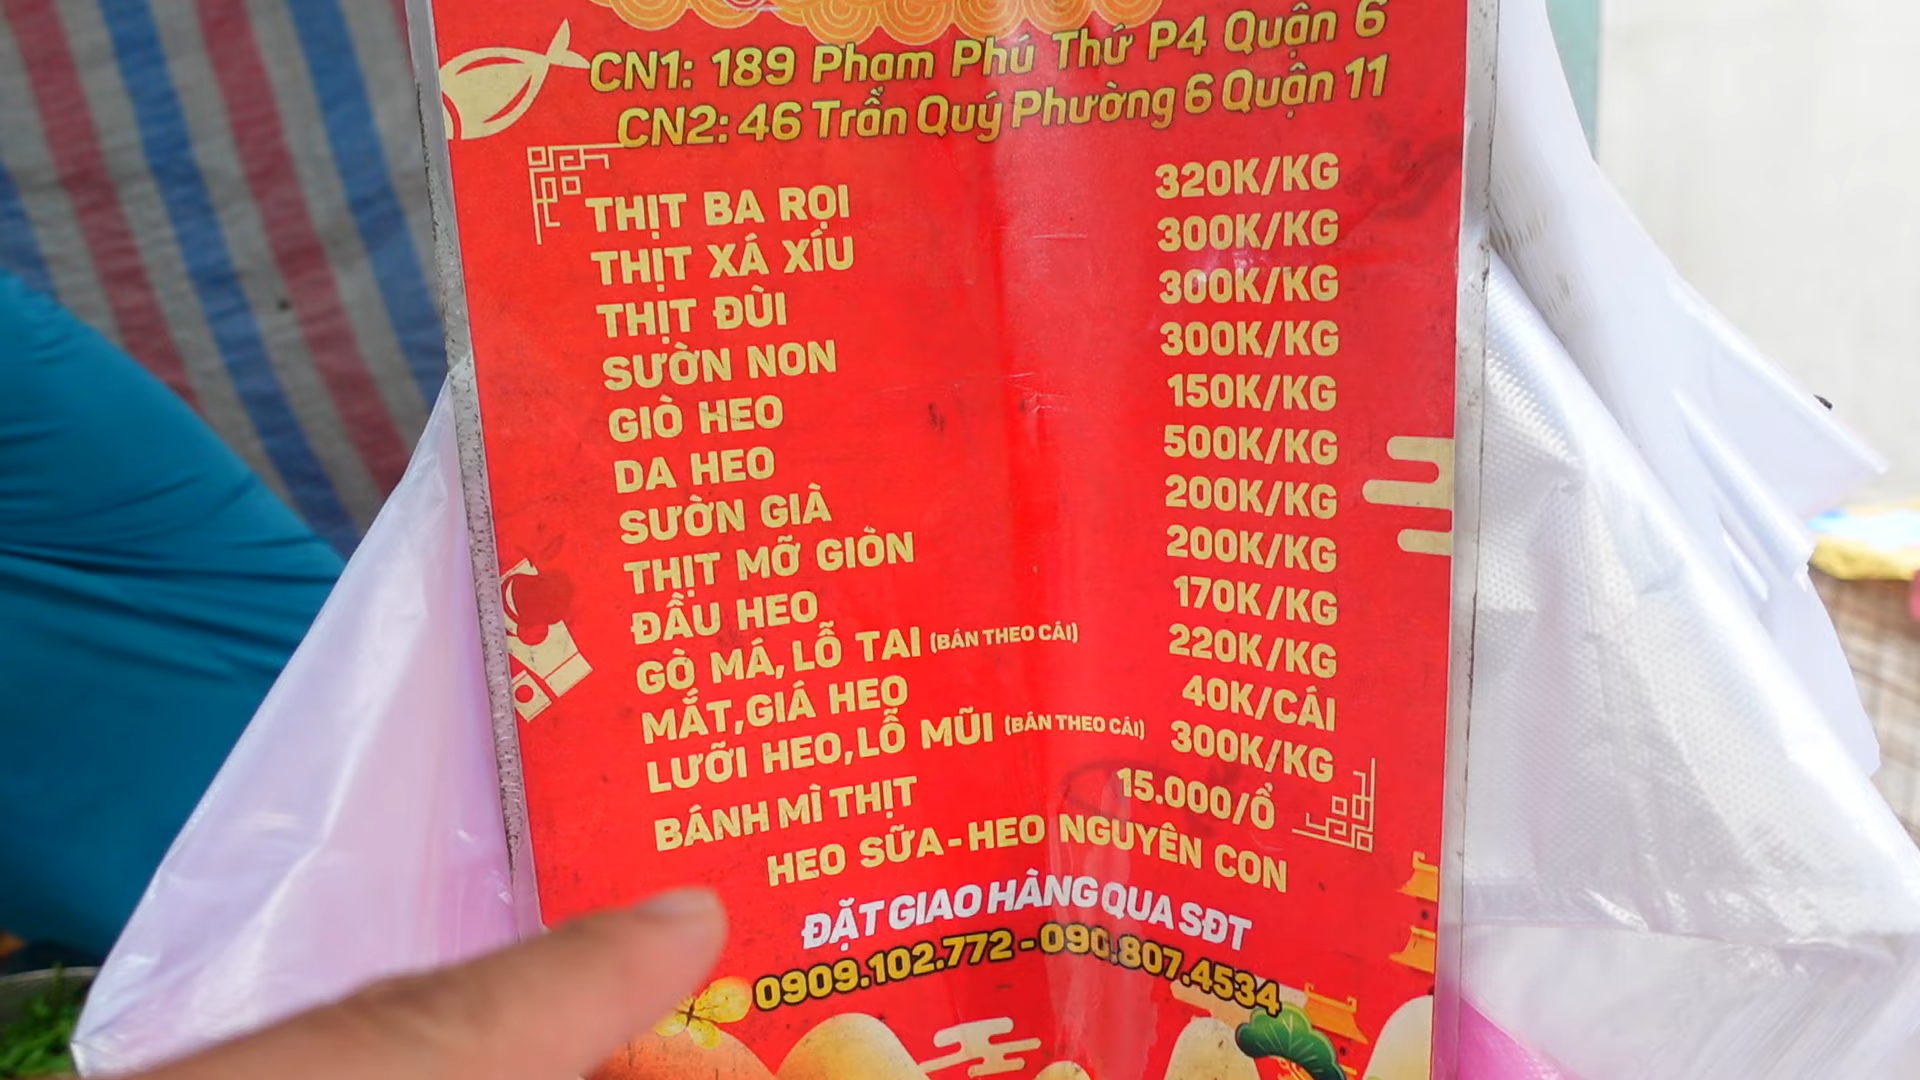 CN1: 189 Phạm Phú Thứ P4 Quận 6
CN2: 46 Trần Quý Phường 6 Quận 11
THỊT BA RỌI 320K/KG
THỊT XÁ XÍU 300K/KG
THỊT ĐÙI 300K/KG
SƯỜN NON 300K/KG
GIÒ HEO 150K/KG
DA HEO 500K/KG
SƯỜN GIÀ 200K/KG
THỊT MỠ GIÒN 200K/KG
ĐẦU HEO 170K/KG
GÒ MÁ, LỖ TAI (BÁN THEO CÁI) 220K/KG
MẮT, GIÁ HEO 40K/CÁI
LƯỠI HEO, LỖ MŨI (BÁN THEO CÁI) 300K/KG
BÁNH MÌ THỊT 15.000/Ổ
HEO SỮA - HEO NGUYÊN CON
ĐẶT GIAO HÀNG QUA SĐT
0909.102.772 - 090.807.4534